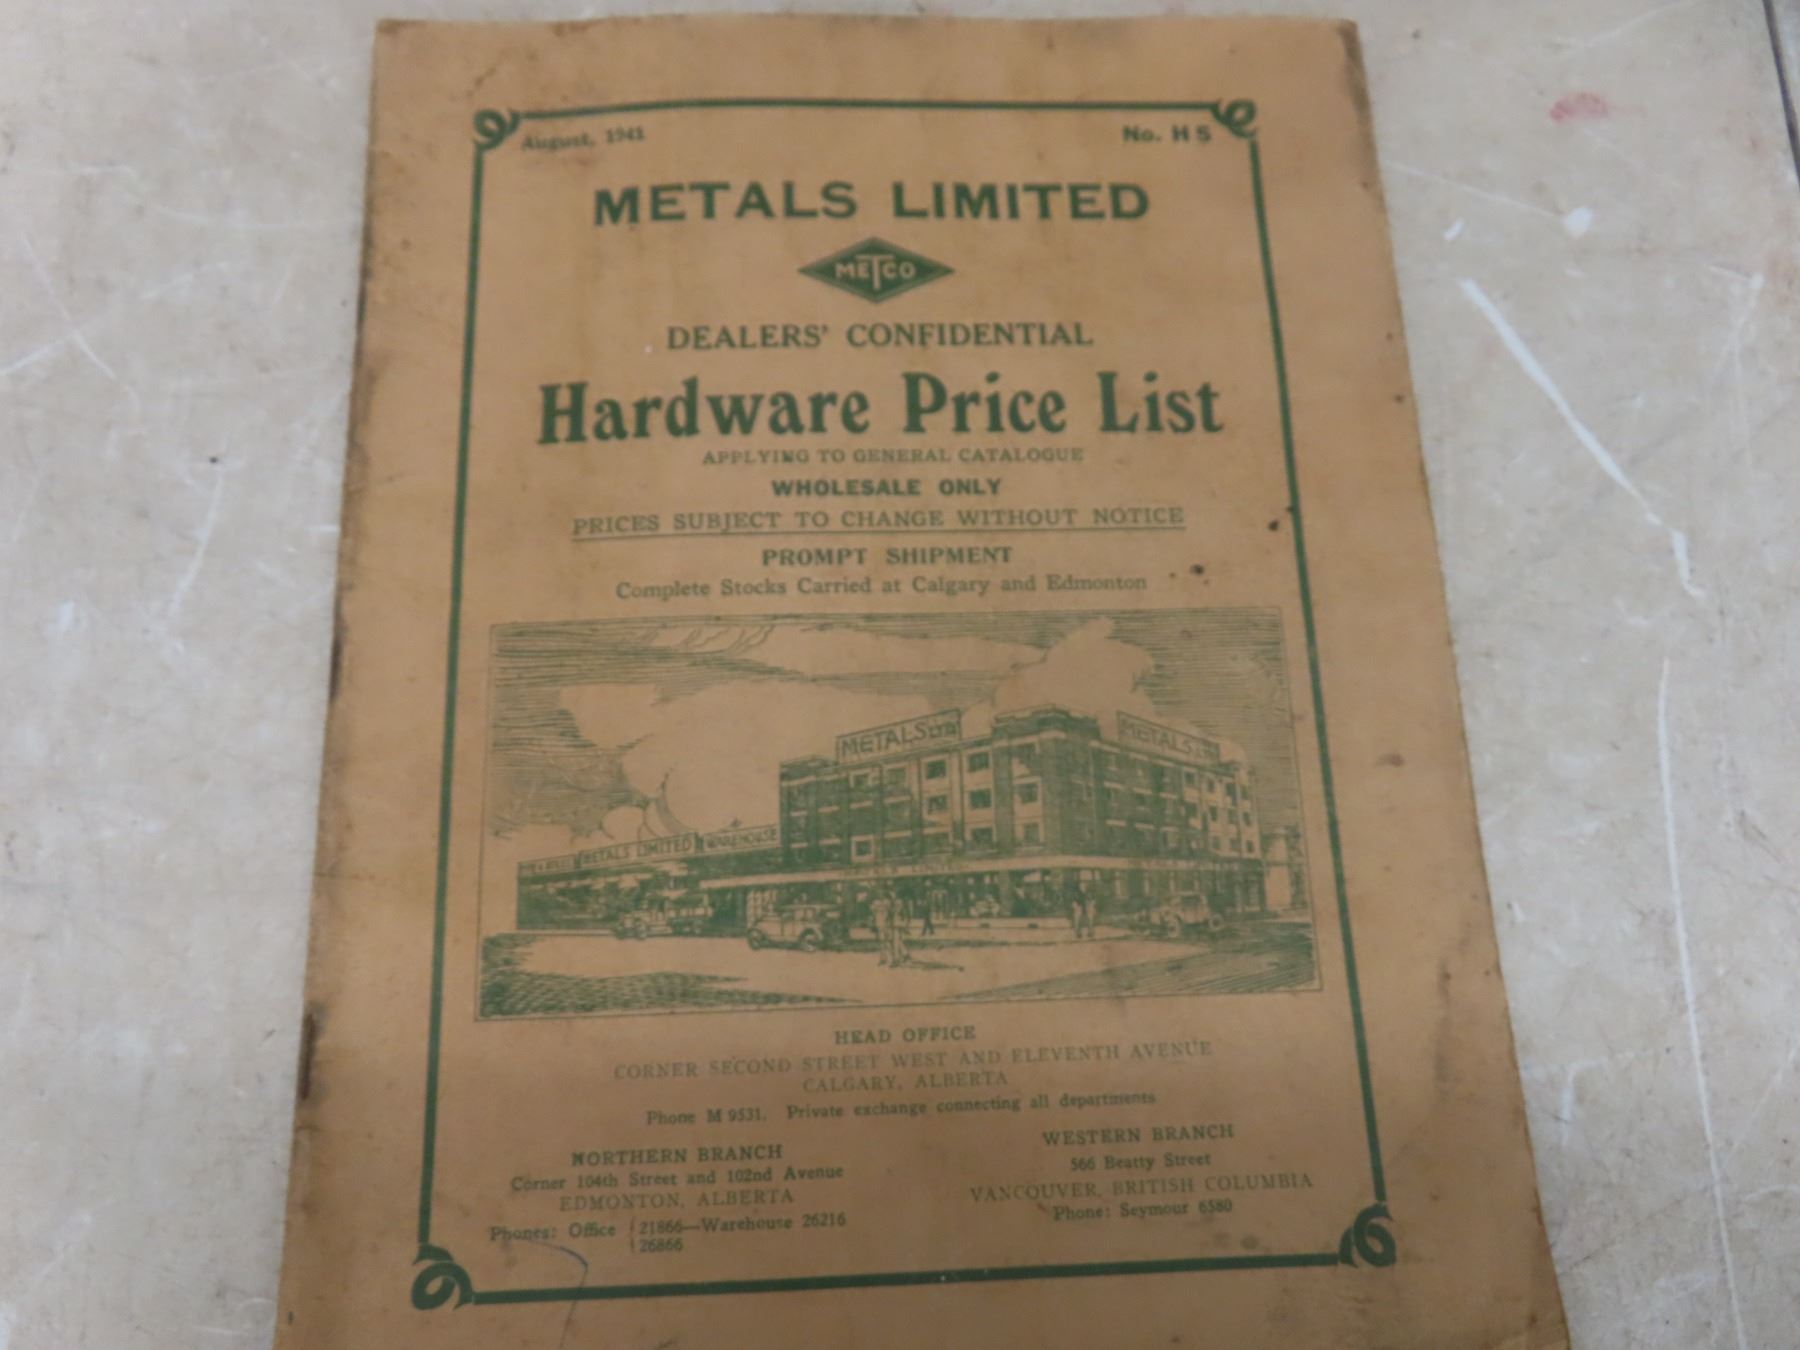 August, 1941
No. H 5
METALS LIMITED
METCO
DEALERS' CONFIDENTIAL
Hardware Price List
APPLYING TO GENERAL CATALOGUE
WHOLESALE ONLY
PRICES SUBJECT TO CHANGE WITHOUT NOTICE
PROMPT SHIPMENT
Complete Stocks Carried at Calgary and Edmonton
METALS LTD
METALS LTD
METALS LIMITED WAREHOUSE
HEAD OFFICE
CORNER SECOND STREET WEST AND ELEVENTH AVENUE
CALGARY, ALBERTA
Phone M 9531. Private exchange connecting all departments
NORTHERN BRANCH
Corner 104th Street and 102nd Avenue
EDMONTON, ALBERTA
Phones: Office 21866—Warehouse 26216
26866
WESTERN BRANCH
566 Beatty Street
VANCOUVER, BRITISH COLUMBIA
Phone: Seymour 6580